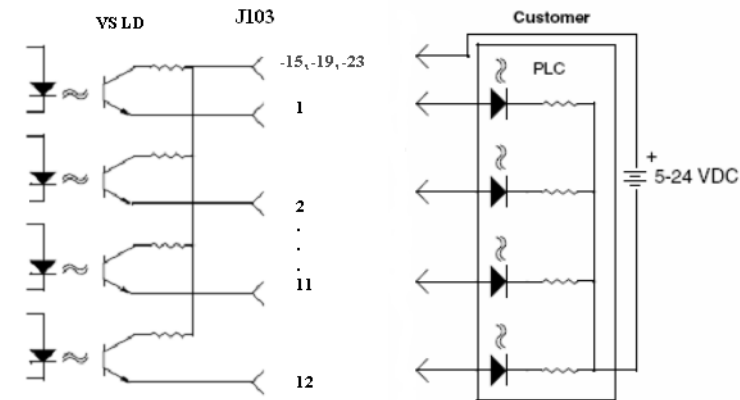 VS LD
J103
Customer
-15,-19,-23
PLC
1
+
5-24 VDC
2
.
.
.
11
12